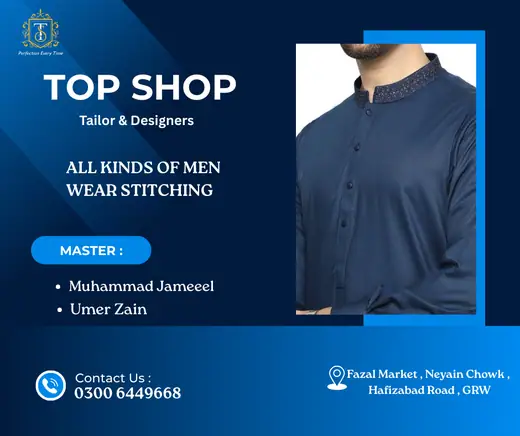 Perfection Every Time
TOP SHOP
Tailor & Designers
ALL KINDS OF MEN
WEAR STITCHING
MASTER :
Muhammad Jameeel
Umer Zain
Contact Us :
0300 6449668
Fazal Market , Neyain Chowk ,
Hafizabad Road , GRW